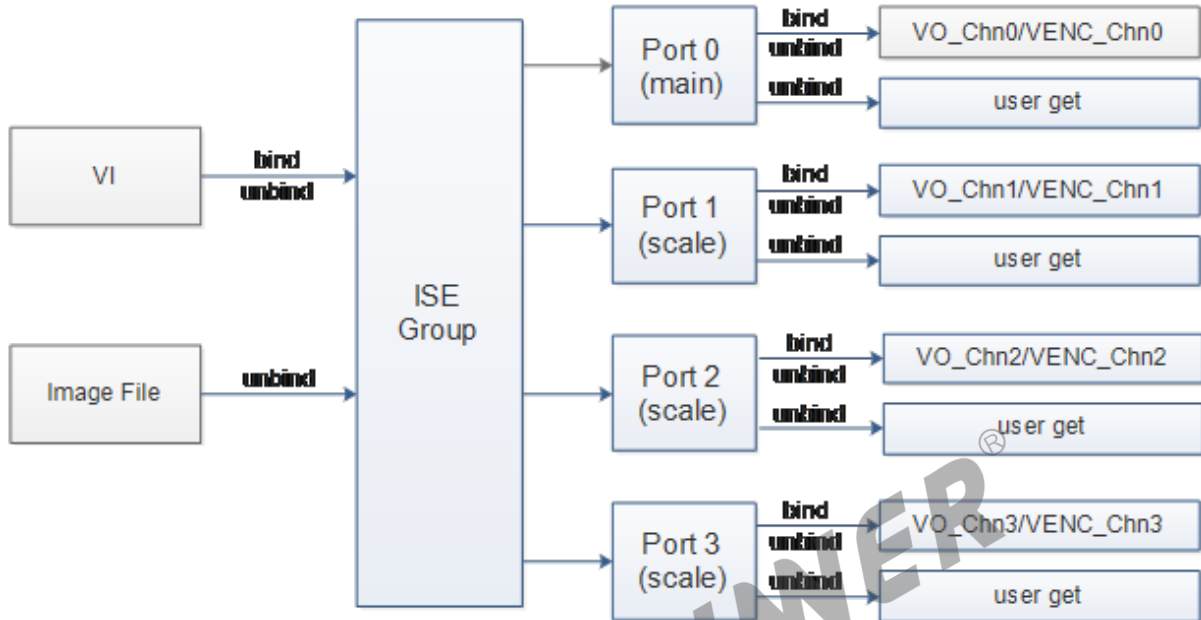 VI
bind
unbind
Image File
unbind
ISE
Group
Port 0
(main)
bind
unbind
VO_Chn0/VENC_Chn0
unbind
user get
Port 1
(scale)
bind
unbind
VO_Chn1/VENC_Chn1
unbind
user get
Port 2
(scale)
bind
unbind
VO_Chn2/VENC_Chn2
unbind
user get
Port 3
(scale)
bind
unbind
VO_Chn3/VENC_Chn3
unbind
user get
®